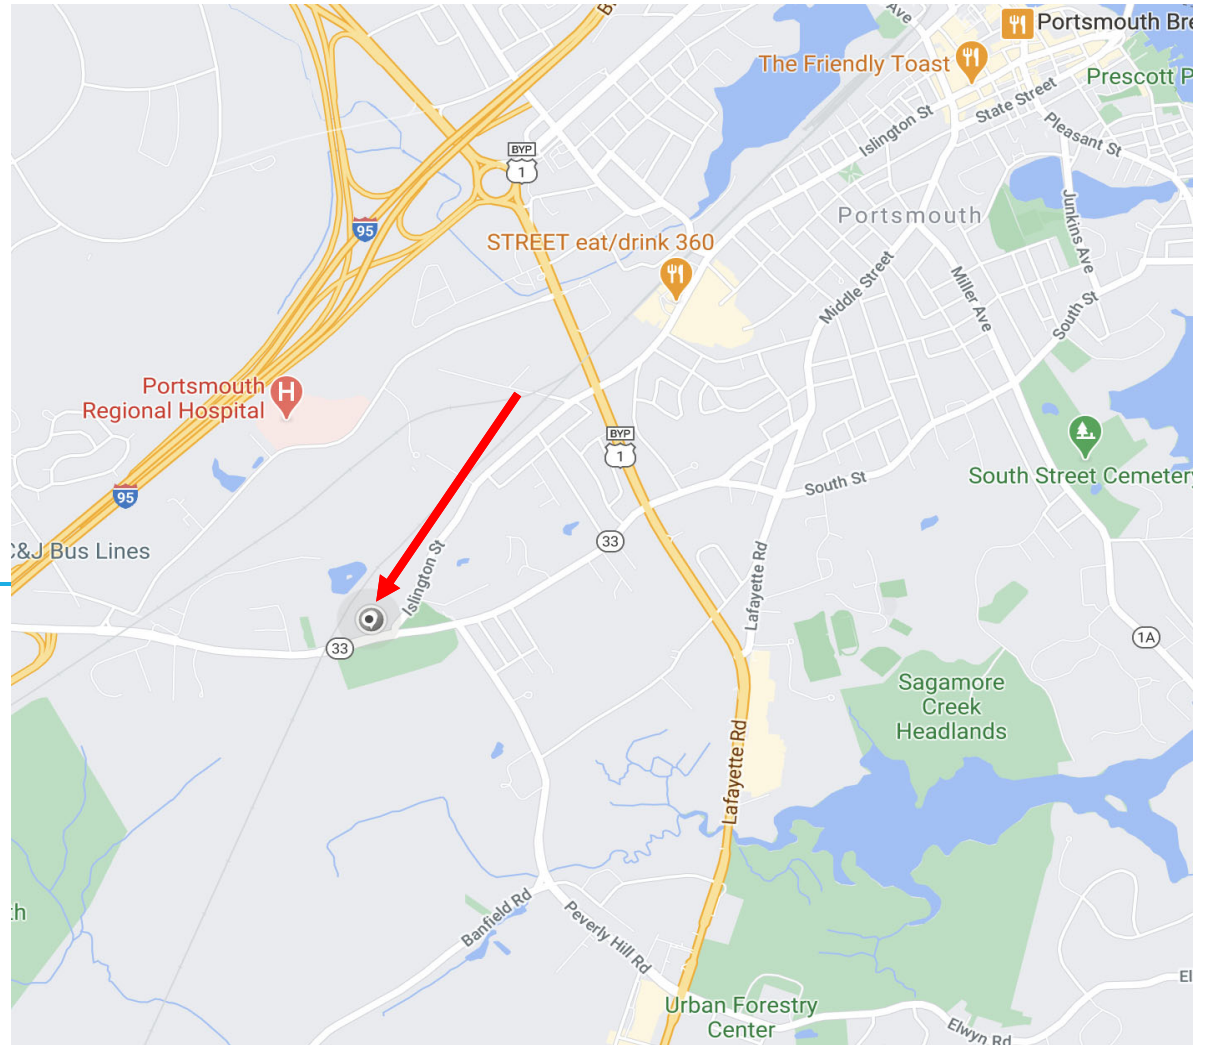 Ave
Portsmouth Bre
The Friendly Toast
Prescott P
State Street
Islington St
Pleasant St
BYP
1
Junkins Ave
Portsmouth
95
STREET eat/drink 360
Middle Street
Miller Ave
South St
Portsmouth
Regional Hospital
H
BYP
1
South Street Cemetery
South St
95
C&J Bus Lines
33
Islington St
Lafayette Rd
33
1A
Sagamore
Creek
Headlands
Lafayette Rd
Banfield Rd
Peverly Hill Rd
th
El
Urban Forestry
Center
Elwyn Rd